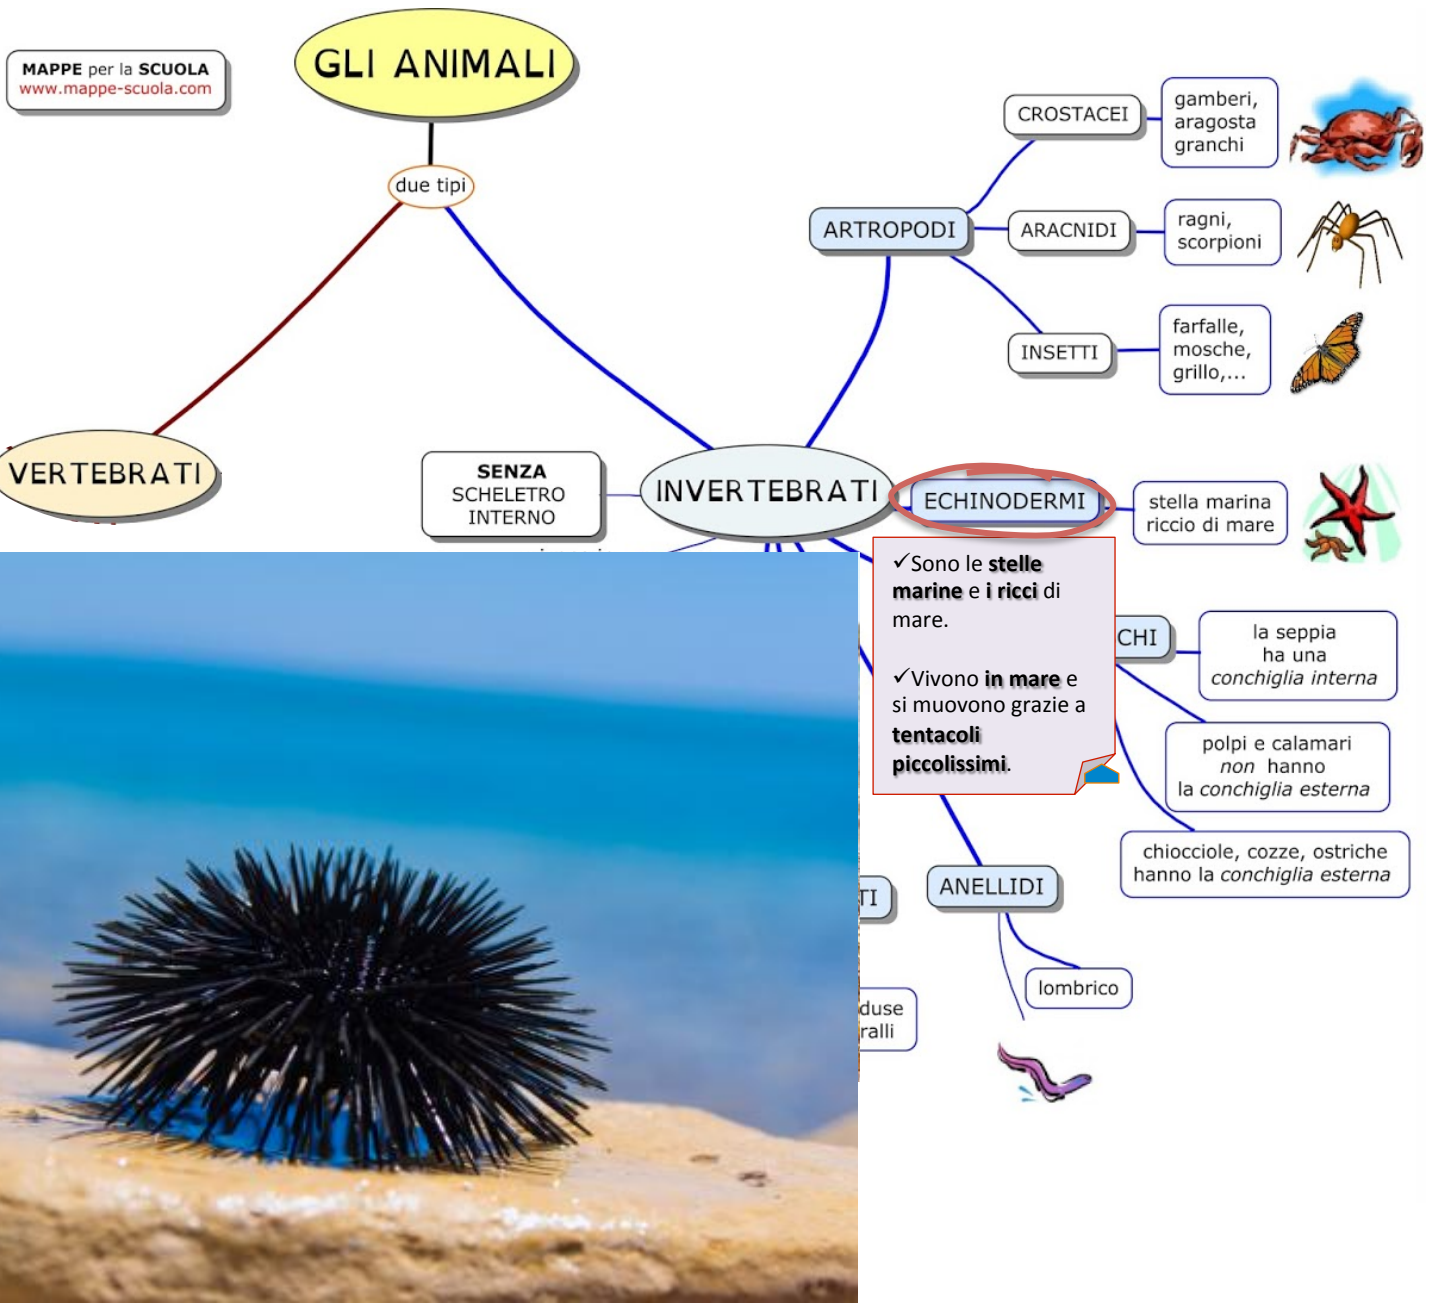 GLI ANIMALI
MAPPE per la SCUOLA
www.mappe-scuola.com
due tipi
CROSTACEI
gamberi,
aragosta
granchi
ARTROPODI
ARACNIDI
ragni,
scorpioni
INSETTI
farfalle,
mosche,
grillo,...
VERTEBRATI
SENZA
SCHELETRO
INTERNO
INVERTEBRATI
ECHINODERMI
stella marina
riccio di mare
✓Sono le stelle
marine e i ricci di
mare.
✓Vivono in mare e
si muovono grazie a
tentacoli
piccolissimi.
CHI
la seppia
ha una
conchiglia interna
polpi e calamari
non hanno
la conchiglia esterna
chiocciole, cozze, ostriche
hanno la conchiglia esterna
TI
ANELLIDI
lombrico
duse
ralli